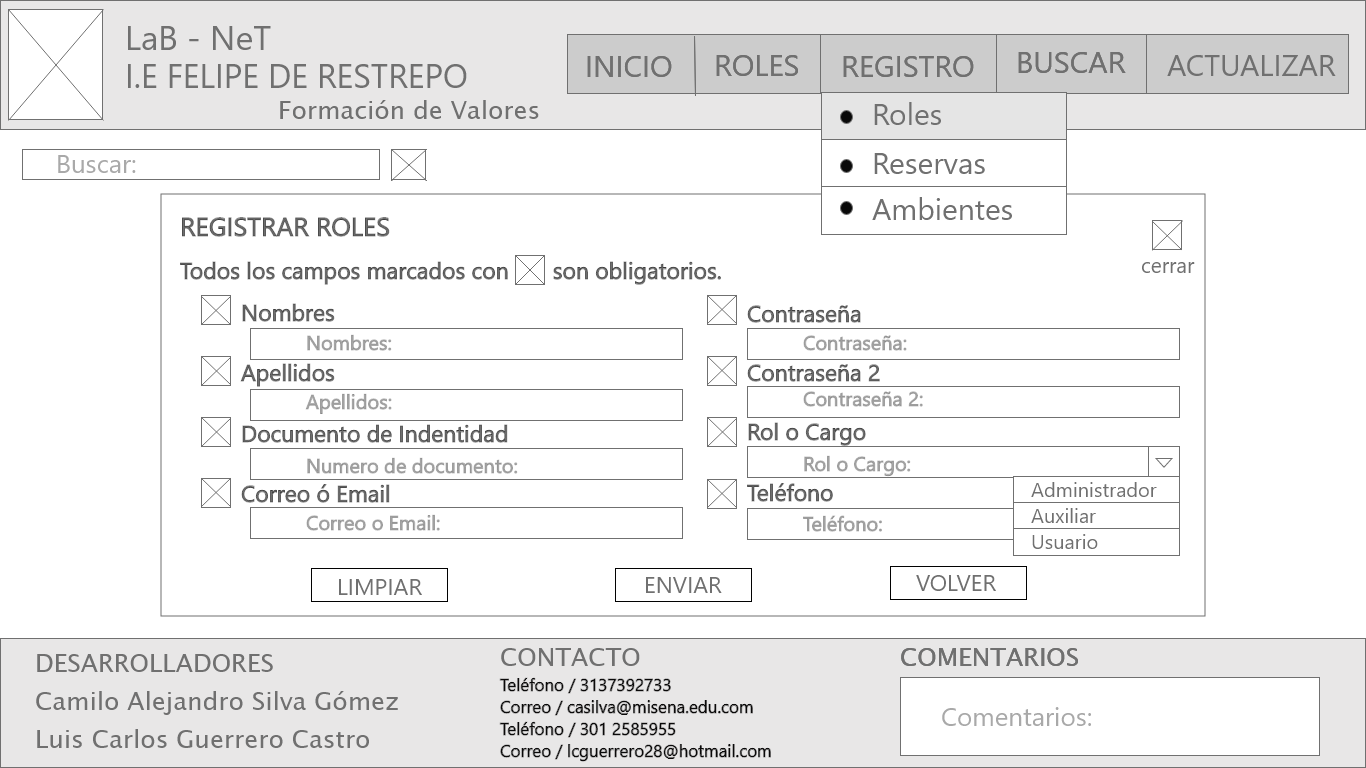 LaB - NeT
I.E FELIPE DE RESTREPO
Formación de Valores
INICIO
ROLES
REGISTRO
BUSCAR
ACTUALIZAR
Roles
Reservas
Ambientes
Buscar:
REGISTRAR ROLES
cerrar
Todos los campos marcados con son obligatorios.
Nombres
Nombres:
Apellidos
Apellidos:
Documento de Indentidad
Numero de documento:
Correo ó Email
Correo o Email:
Contraseña
Contraseña:
Contraseña 2
Contraseña 2:
Rol o Cargo
Rol o Cargo:
Administrador
Auxiliar
Usuario
Teléfono
Teléfono:
LIMPIAR
ENVIAR
VOLVER
DESARROLLADORES
Camilo Alejandro Silva Gómez
Luis Carlos Guerrero Castro
CONTACTO
Teléfono / 3137392733
Correo / casilva@misena.edu.com
Teléfono / 301 2585955
Correo / lcguerrero28@hotmail.com
COMENTARIOS
Comentarios: